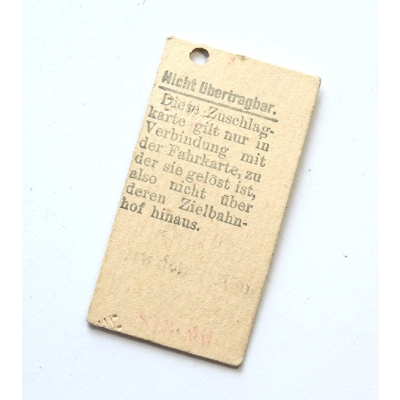 Nicht übertragbar.
Diese Zuschlag-
karte gilt nur in
Verbindung mit
der Fahrkarte, zu
der sie gelöst ist,
also nicht über
deren Zielbahn-
hof hinaus.